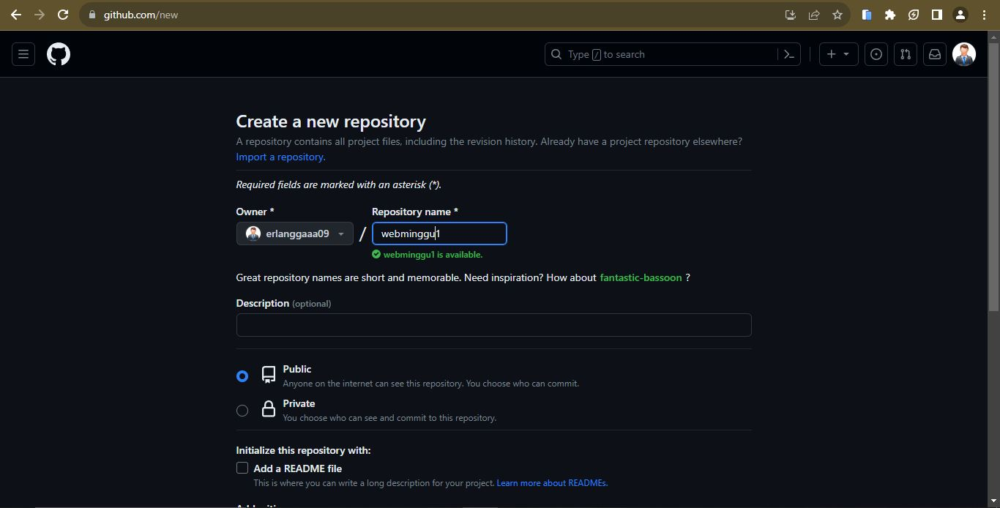 github.com/new
Type / to search
Create a new repository
A repository contains all project files, including the revision history. Already have a project repository elsewhere?
Import a repository.
Required fields are marked with an asterisk (*).
Owner *
Repository name *
erlanggaaa09 / webminggu1
webminggu1 is available.
Great repository names are short and memorable. Need inspiration? How about fantastic-bassoon ?
Description (optional)
Public
Anyone on the internet can see this repository. You choose who can commit.
Private
You choose who can see and commit to this repository.
Initialize this repository with:
Add a README file
This is where you can write a long description for your project. Learn more about READMEs.